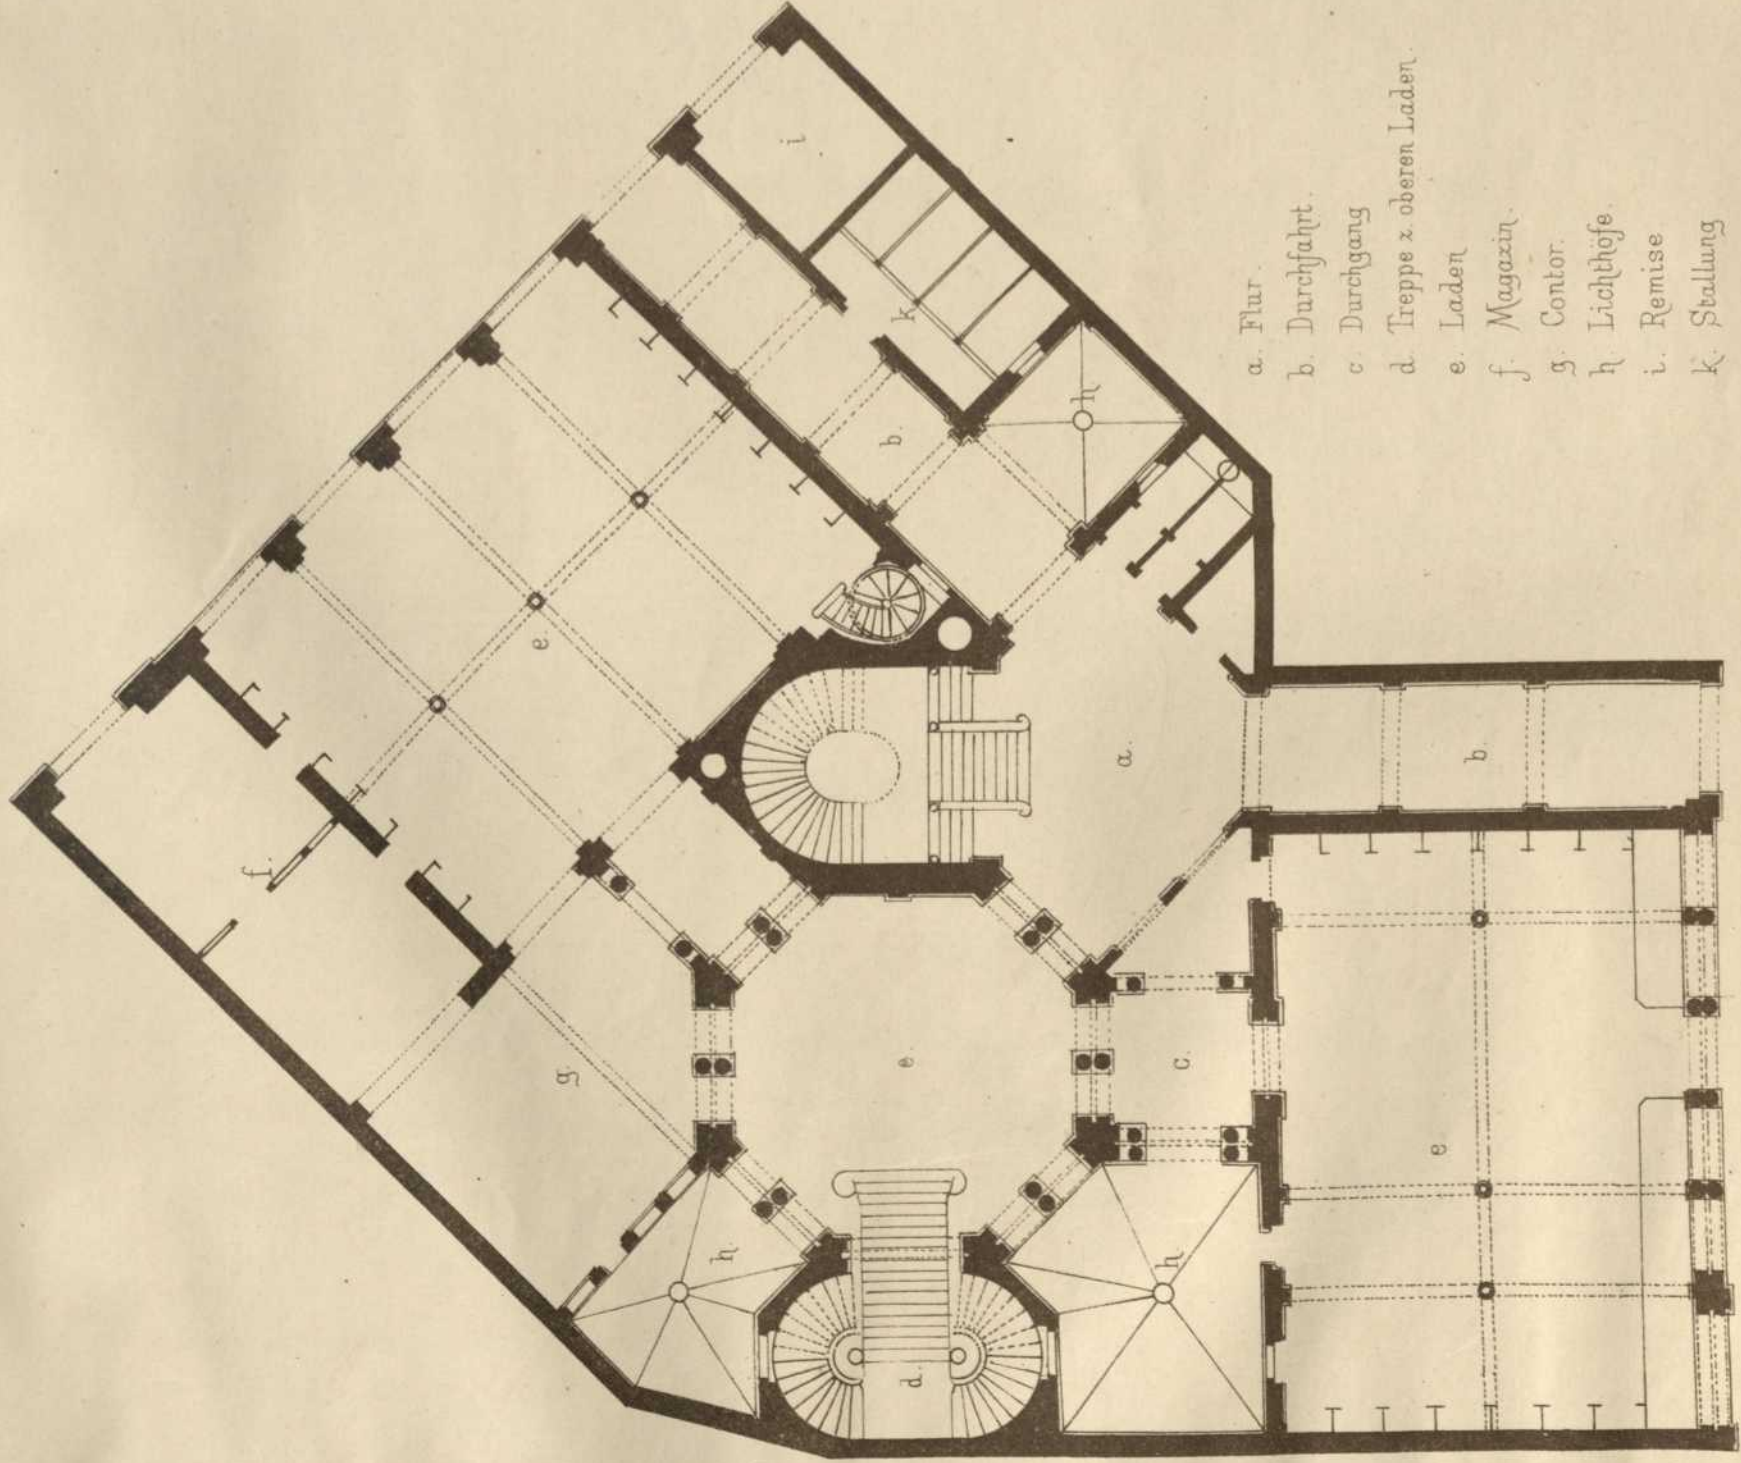 a. Flur.
b. Durchfahrt.
c. Durchgang
d. Treppe z. oberen Laden.
e. Laden
f. Magazin.
g. Contor.
h. Lichthöfe.
i. Remise
k. Stallung
i.
k
h
b.
e
f.
a.
b.
g.
e.
c.
h
h
e
d.